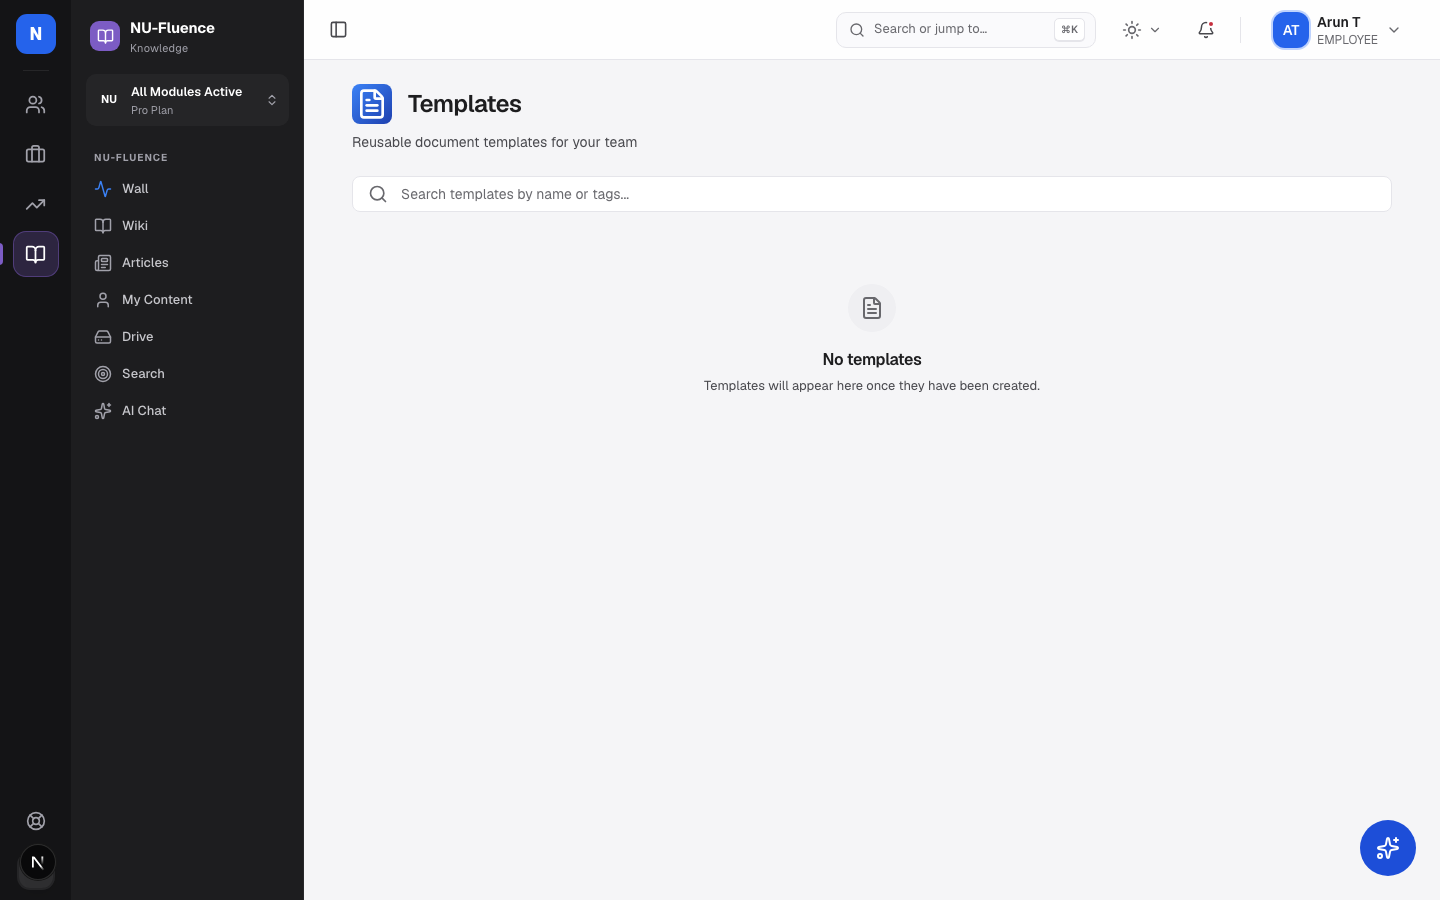 N
NU-Fluence
Knowledge
NU
All Modules Active
Pro Plan
NU-FLUENCE
Wall
Wiki
Articles
My Content
Drive
Search
AI Chat
N
Search or jump to...
⌘K
AT
Arun T
EMPLOYEE
Templates
Reusable document templates for your team
Search templates by name or tags...
No templates
Templates will appear here once they have been created.